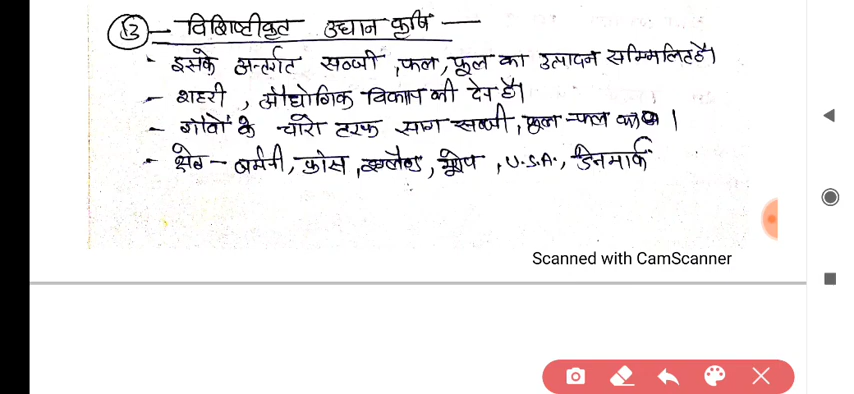 (13) – विशिष्टीकृत उद्यान कृषि —
- इसके अन्तर्गत सब्जी, फल, फूल का उत्पादन सम्मिलित है।
- शहरी, औद्योगिक विकास की देन है।
- गाँवों के चारो तरफ साग सब्जी, फूल - फल का ।
- क्षेत्र – जर्मनी, फ्रांस, इंग्लैण्ड, यूरोप, U.S.A., डेनमार्क
Scanned with CamScanner